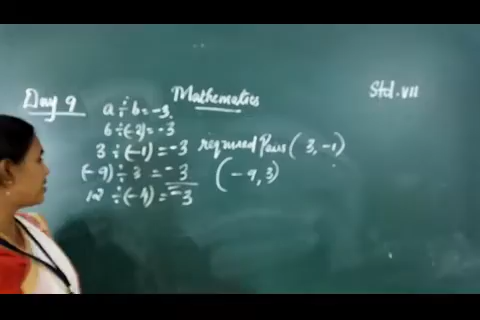 Day 9
Mathematics
Std. VII
a ÷ b = -3
6 ÷ (-2) = -3
3 ÷ (-1) = -3 required Pairs (3, -1)
(-9) ÷ 3 = -3 (-9, 3)
12 ÷ (-4) = -3